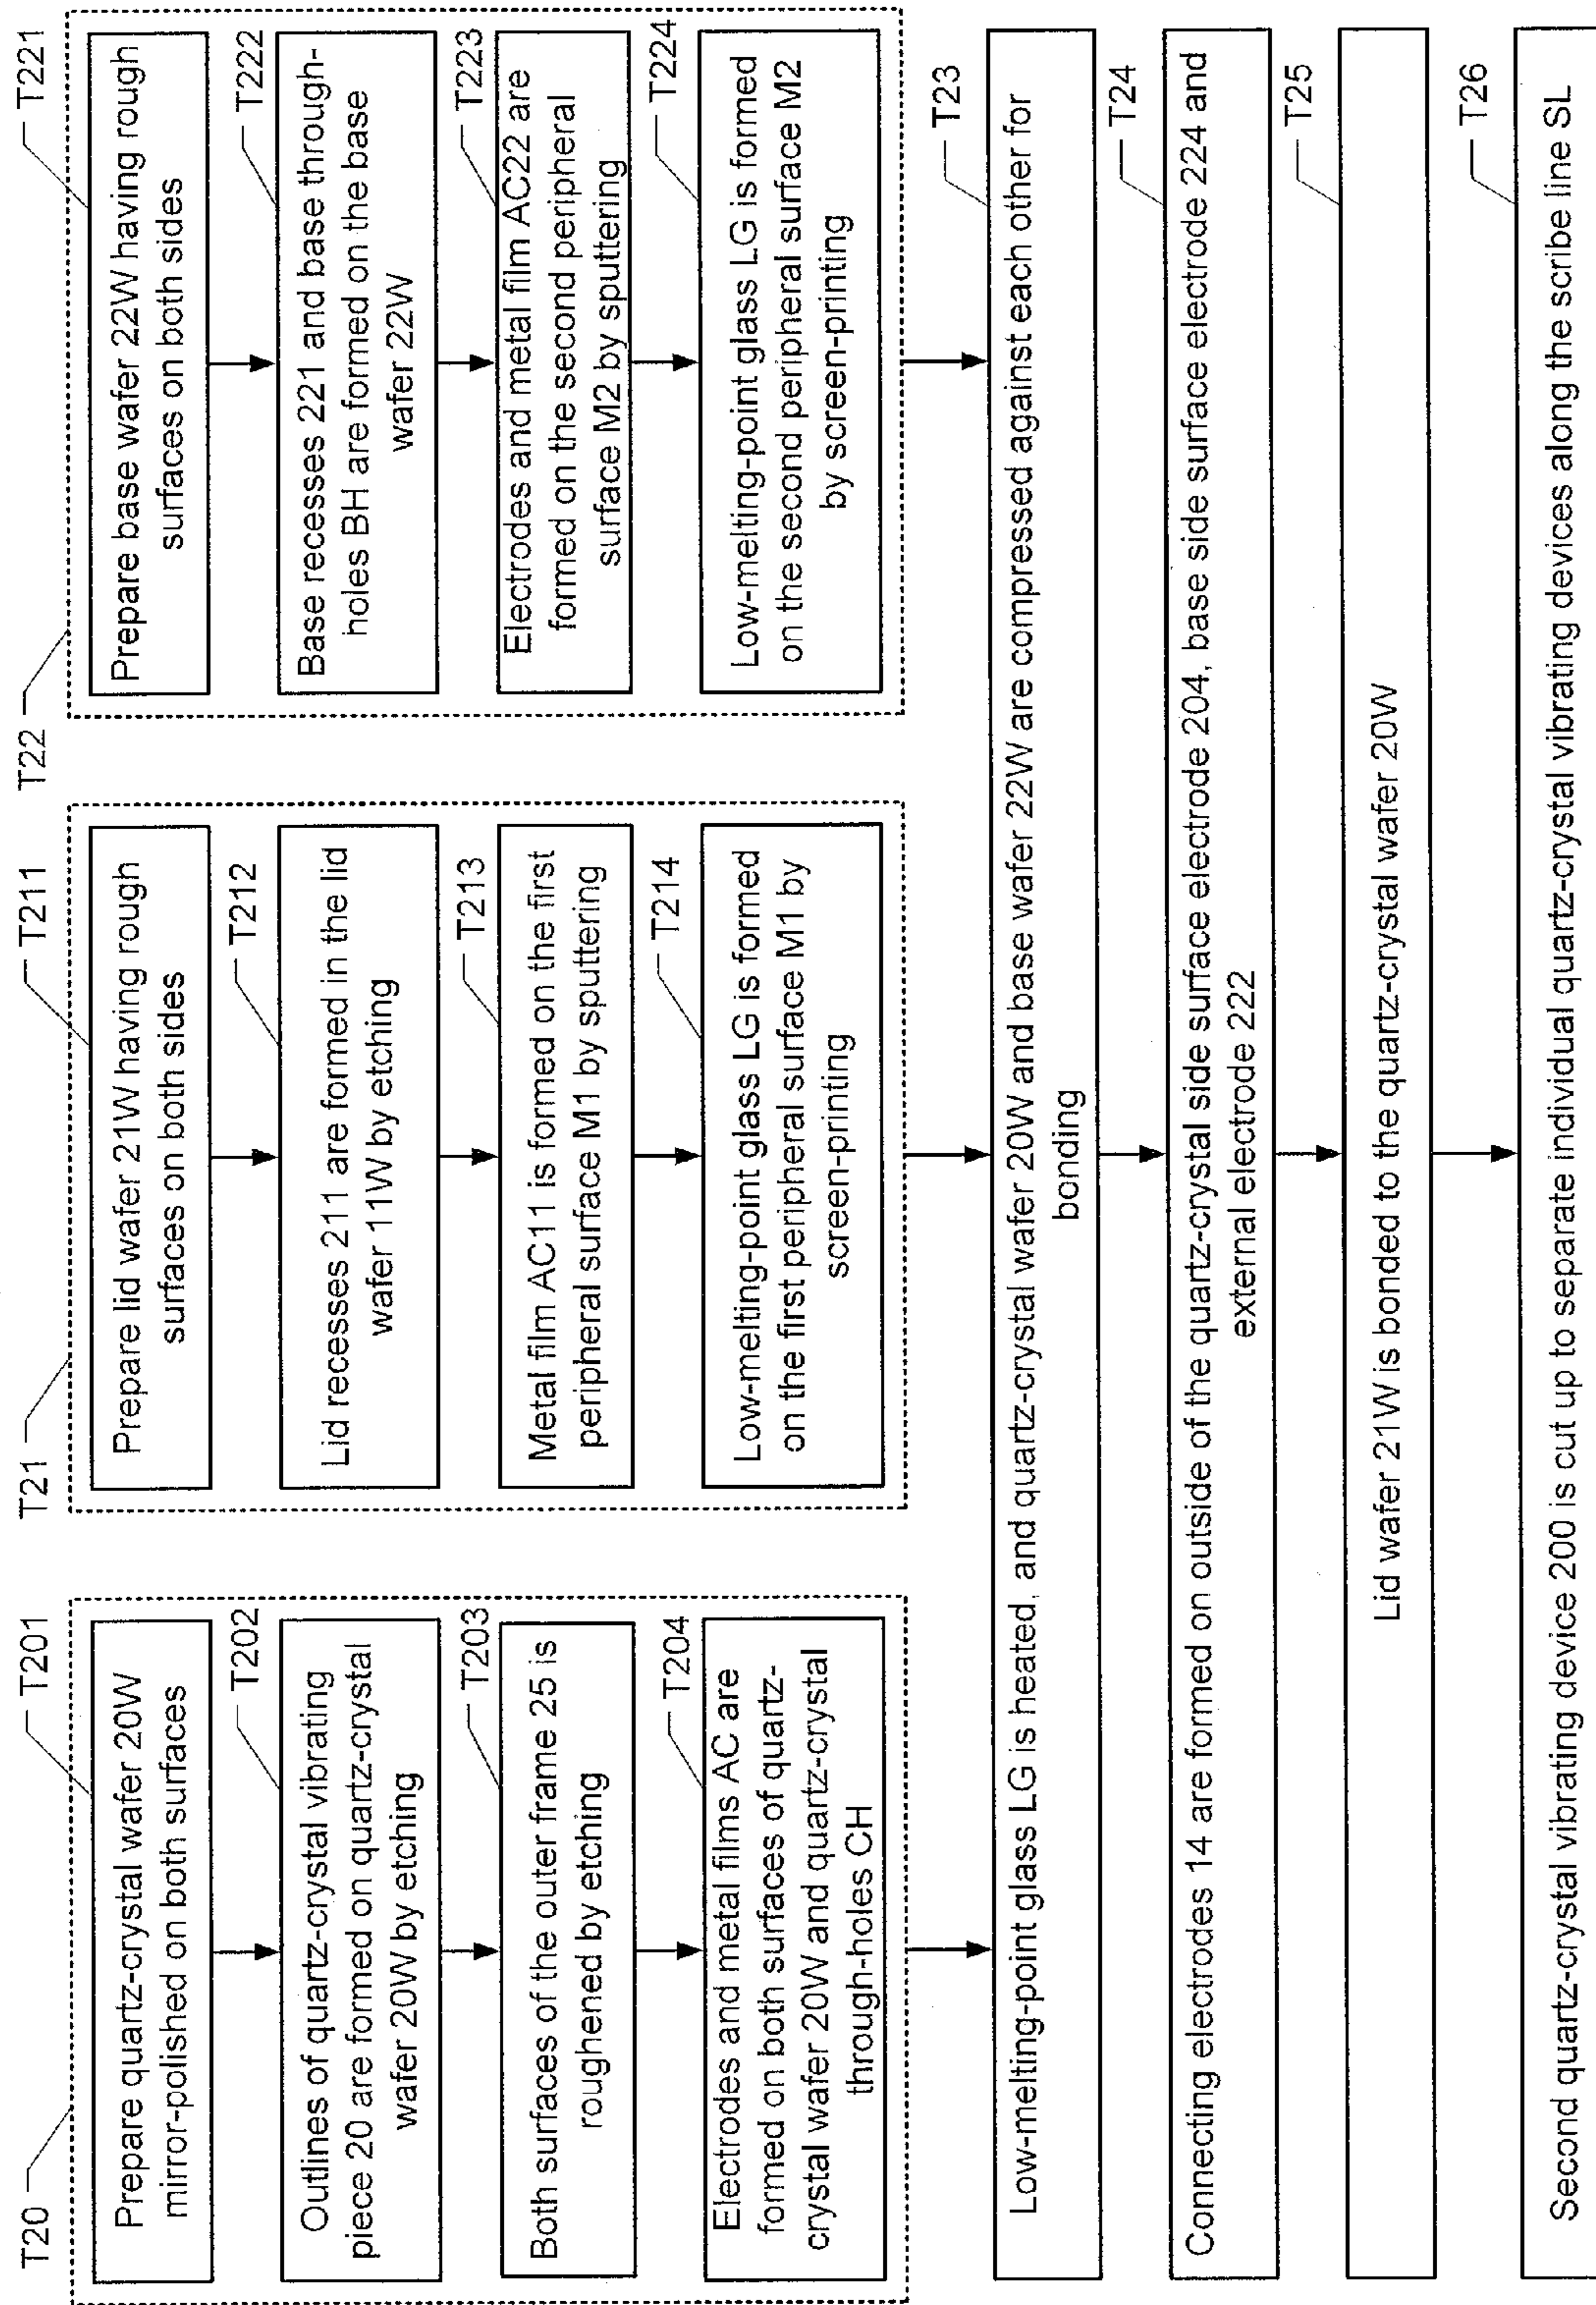 T20
T201
Prepare quartz-crystal wafer 20W
mirror-polished on both surfaces
T202
Outlines of quartz-crystal vibrating
piece 20 are formed on quartz-crystal
wafer 20W by etching
T203
Both surfaces of the outer frame 25 is
roughened by etching
T204
Electrodes and metal films AC are
formed on both surfaces of quartz-
crystal wafer 20W and quartz-crystal
through-holes CH
T21
T211
Prepare lid wafer 21W having rough
surfaces on both sides
T212
Lid recesses 211 are formed in the lid
wafer 11W by etching
T213
Metal film AC11 is formed on the first
peripheral surface M1 by sputtering
T214
Low-melting-point glass LG is formed
on the first peripheral surface M1 by
screen-printing
T22
T221
Prepare base wafer 22W having rough
surfaces on both sides
T222
Base recesses 221 and base through-
holes BH are formed on the base
wafer 22W
T223
Electrodes and metal film AC22 are
formed on the second peripheral
surface M2 by sputtering
T224
Low-melting-point glass LG is formed
on the second peripheral surface M2
by screen-printing
T23
Low-melting-point glass LG is heated, and quartz-crystal wafer 20W and base wafer 22W are compressed against each other for
bonding
T24
Connecting electrodes 14 are formed on outside of the quartz-crystal side surface electrode 204, base side surface electrode 224 and
external electrode 222
T25
Lid wafer 21W is bonded to the quartz-crystal wafer 20W
T26
Second quartz-crystal vibrating device 200 is cut up to separate individual quartz-crystal vibrating devices along the scribe line SL